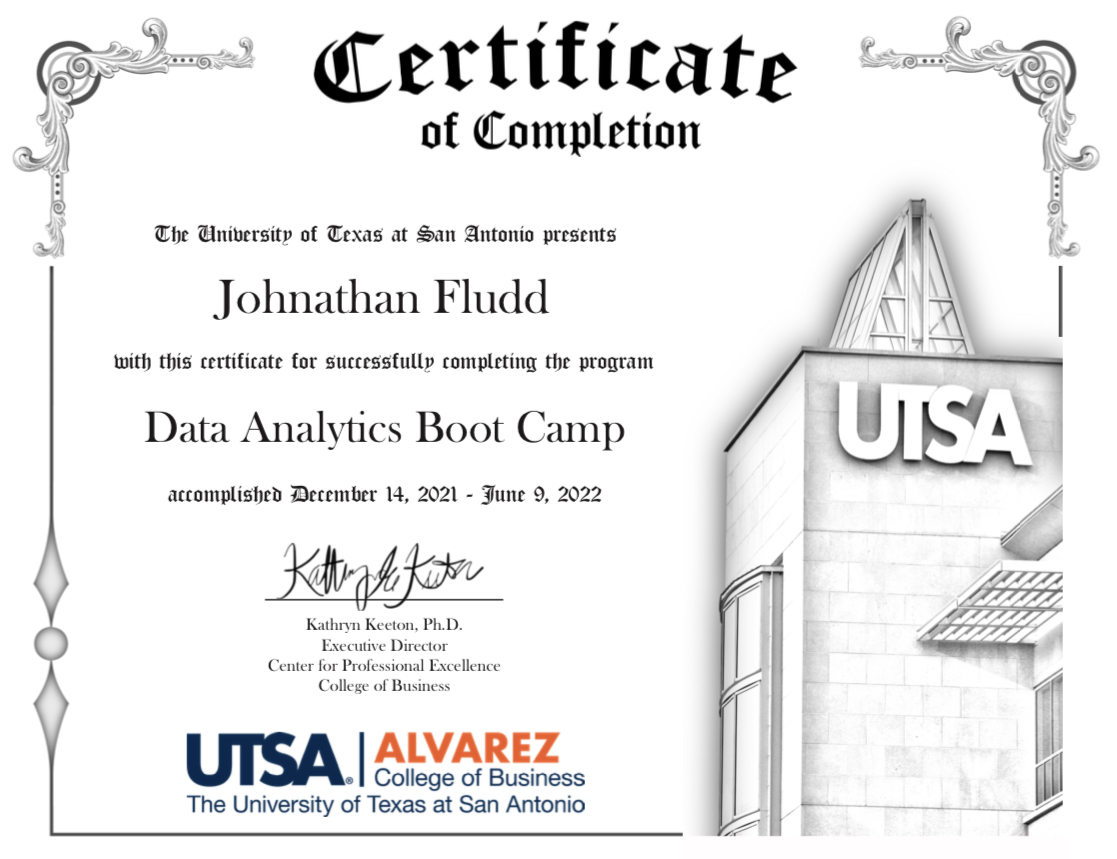 Certificate
of Completion
The University of Texas at San Antonio presents
Johnathan Fludd
with this certificate for successfully completing the program
Data Analytics Boot Camp
accomplished December 14, 2021 - June 9, 2022
Kathryn Keeton, Ph.D.
Executive Director
Center for Professional Excellence
College of Business
UTSA® | ALVAREZ
College of Business
The University of Texas at San Antonio
UTSA